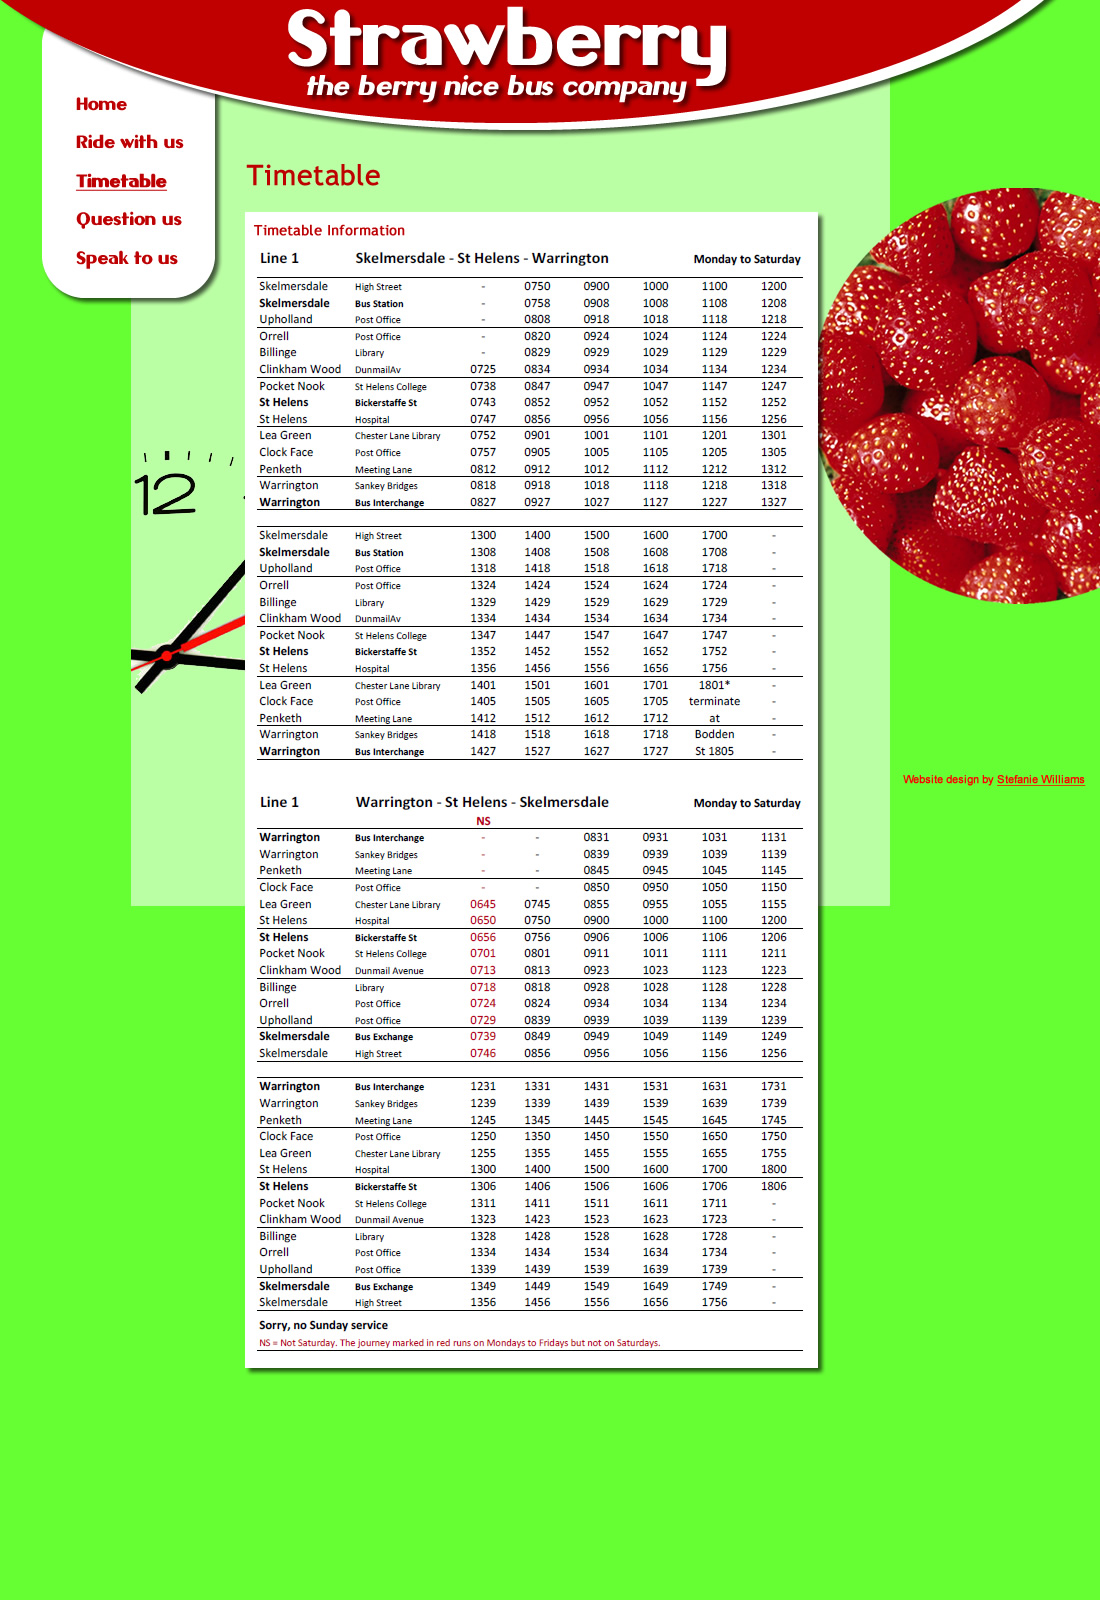 Strawberry
the berry nice bus company
Home
Ride with us
Timetable
Question us
Speak to us
Timetable
Timetable Information
Line 1 Skelmersdale - St Helens - Warrington Monday to Saturday
Skelmersdale High Street - 0750 0900 1000 1100 1200
Skelmersdale Bus Station - 0758 0908 1008 1108 1208
Upholland Post Office - 0808 0918 1018 1118 1218
Orrell Post Office - 0820 0924 1024 1124 1224
Billinge Library - 0829 0929 1029 1129 1229
Clinkham Wood DunmailAv 0725 0834 0934 1034 1134 1234
Pocket Nook St Helens College 0738 0847 0947 1047 1147 1247
St Helens Bickerstaffe St 0743 0852 0952 1052 1152 1252
St Helens Hospital 0747 0856 0956 1056 1156 1256
Lea Green Chester Lane Library 0752 0901 1001 1101 1201 1301
Clock Face Post Office 0757 0905 1005 1105 1205 1305
Penketh Meeting Lane 0812 0912 1012 1112 1212 1312
Warrington Sankey Bridges 0818 0918 1018 1118 1218 1318
Warrington Bus Interchange 0827 0927 1027 1127 1227 1327
Skelmersdale High Street 1300 1400 1500 1600 1700 -
Skelmersdale Bus Station 1308 1408 1508 1608 1708 -
Upholland Post Office 1318 1418 1518 1618 1718 -
Orrell Post Office 1324 1424 1524 1624 1724 -
Billinge Library 1329 1429 1529 1629 1729 -
Clinkham Wood DunmailAv 1334 1434 1534 1634 1734 -
Pocket Nook St Helens College 1347 1447 1547 1647 1747 -
St Helens Bickerstaffe St 1352 1452 1552 1652 1752 -
St Helens Hospital 1356 1456 1556 1656 1756 -
Lea Green Chester Lane Library 1401 1501 1601 1701 1801* -
Clock Face Post Office 1405 1505 1605 1705 terminate -
Penketh Meeting Lane 1412 1512 1612 1712 at -
Warrington Sankey Bridges 1418 1518 1618 1718 Bodden -
Warrington Bus Interchange 1427 1527 1627 1727 St 1805 -
Line 1 Warrington - St Helens - Skelmersdale Monday to Saturday
NS
Warrington Bus Interchange - - 0831 0931 1031 1131
Warrington Sankey Bridges - - 0839 0939 1039 1139
Penketh Meeting Lane - - 0845 0945 1045 1145
Clock Face Post Office - - 0850 0950 1050 1150
Lea Green Chester Lane Library 0645 0745 0855 0955 1055 1155
St Helens Hospital 0650 0750 0900 1000 1100 1200
St Helens Bickerstaffe St 0656 0756 0906 1006 1106 1206
Pocket Nook St Helens College 0701 0801 0911 1011 1111 1211
Clinkham Wood Dunmail Avenue 0713 0813 0923 1023 1123 1223
Billinge Library 0718 0818 0928 1028 1128 1228
Orrell Post Office 0724 0824 0934 1034 1134 1234
Upholland Post Office 0729 0839 0939 1039 1139 1239
Skelmersdale Bus Exchange 0739 0849 0949 1049 1149 1249
Skelmersdale High Street 0746 0856 0956 1056 1156 1256
Warrington Bus Interchange 1231 1331 1431 1531 1631 1731
Warrington Sankey Bridges 1239 1339 1439 1539 1639 1739
Penketh Meeting Lane 1245 1345 1445 1545 1645 1745
Clock Face Post Office 1250 1350 1450 1550 1650 1750
Lea Green Chester Lane Library 1255 1355 1455 1555 1655 1755
St Helens Hospital 1300 1400 1500 1600 1700 1800
St Helens Bickerstaffe St 1306 1406 1506 1606 1706 1806
Pocket Nook St Helens College 1311 1411 1511 1611 1711 -
Clinkham Wood Dunmail Avenue 1323 1423 1523 1623 1723 -
Billinge Library 1328 1428 1528 1628 1728 -
Orrell Post Office 1334 1434 1534 1634 1734 -
Upholland Post Office 1339 1439 1539 1639 1739 -
Skelmersdale Bus Exchange 1349 1449 1549 1649 1749 -
Skelmersdale High Street 1356 1456 1556 1656 1756 -
Sorry, no Sunday service
NS = Not Saturday. The journey marked in red runs on Mondays to Fridays but not on Saturdays.
12
Website design by Stefanie Williams